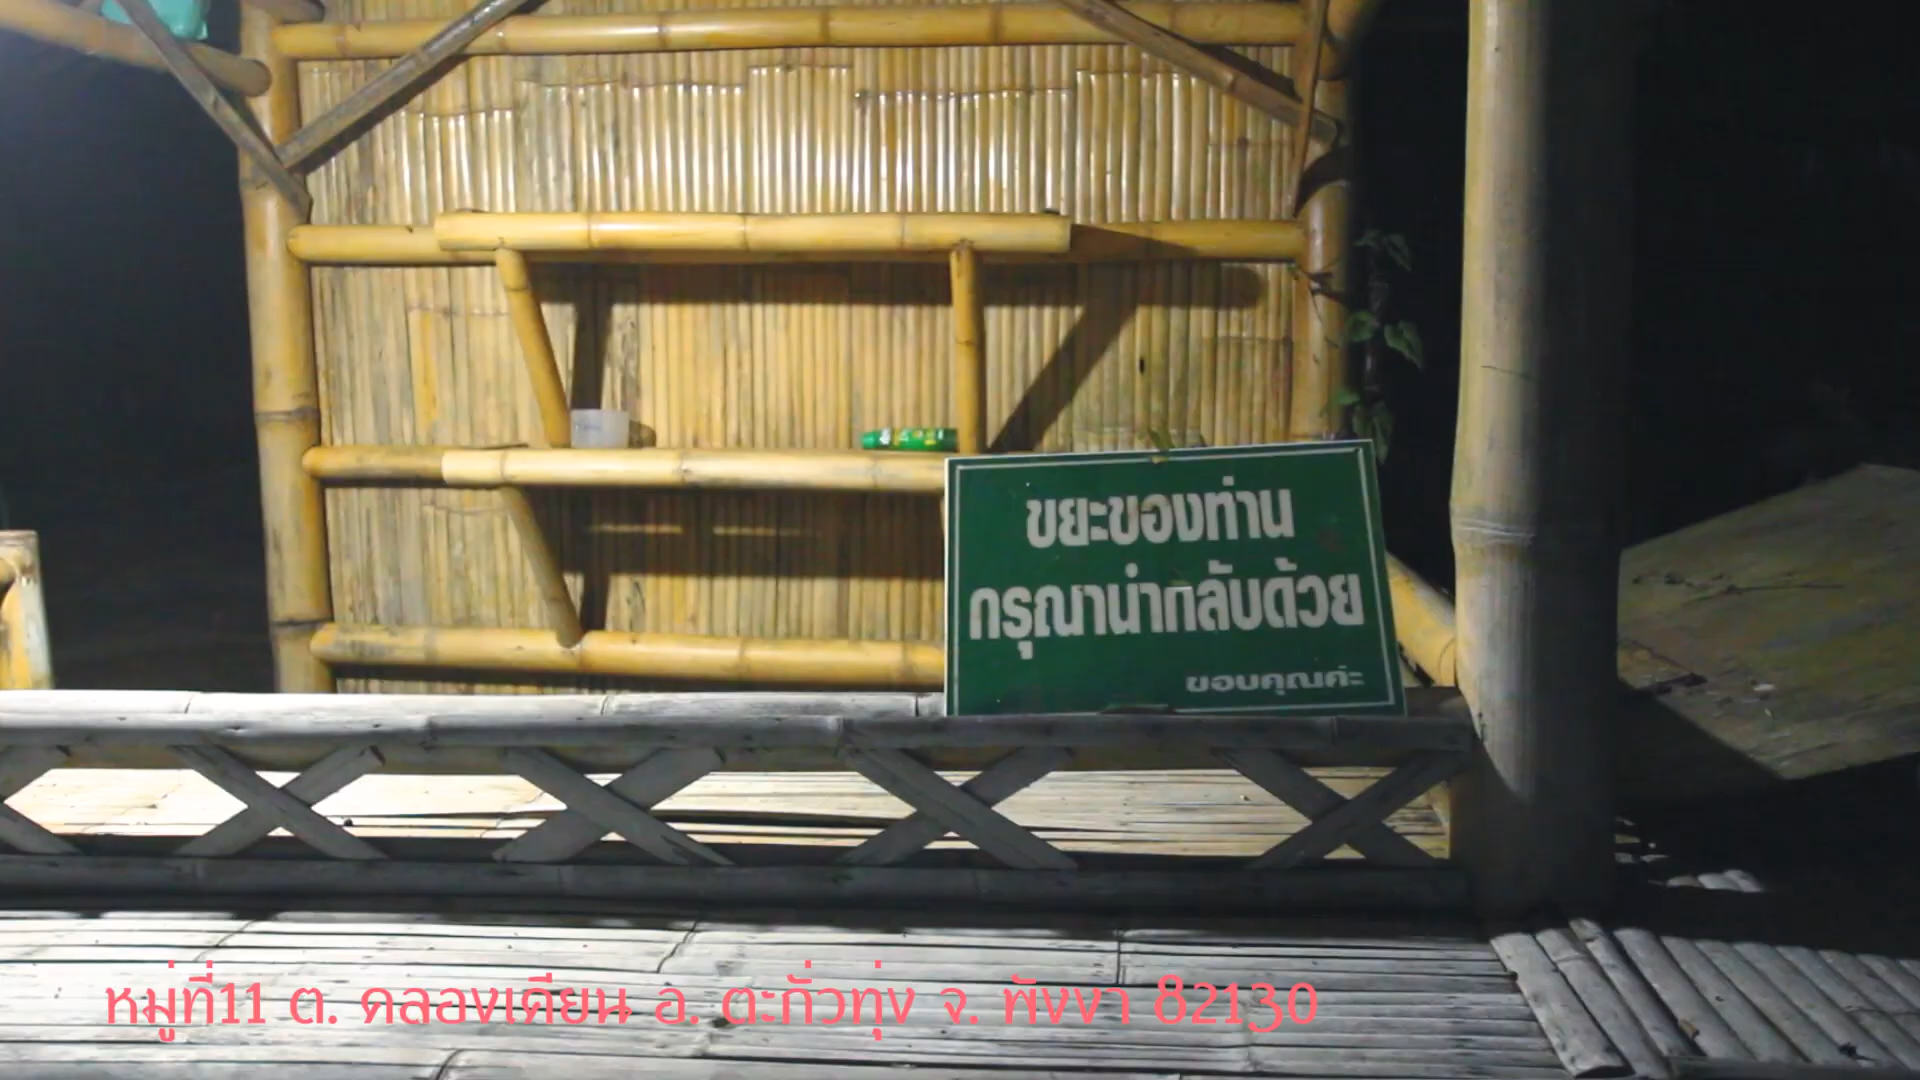 ขยะของท่าน
กรุณานำกลับด้วย
ขอบคุณค่ะ
หมู่ที่11 ต. คลองเคียน อ. ตะกั่วทุ่ง จ. พังงา 82130